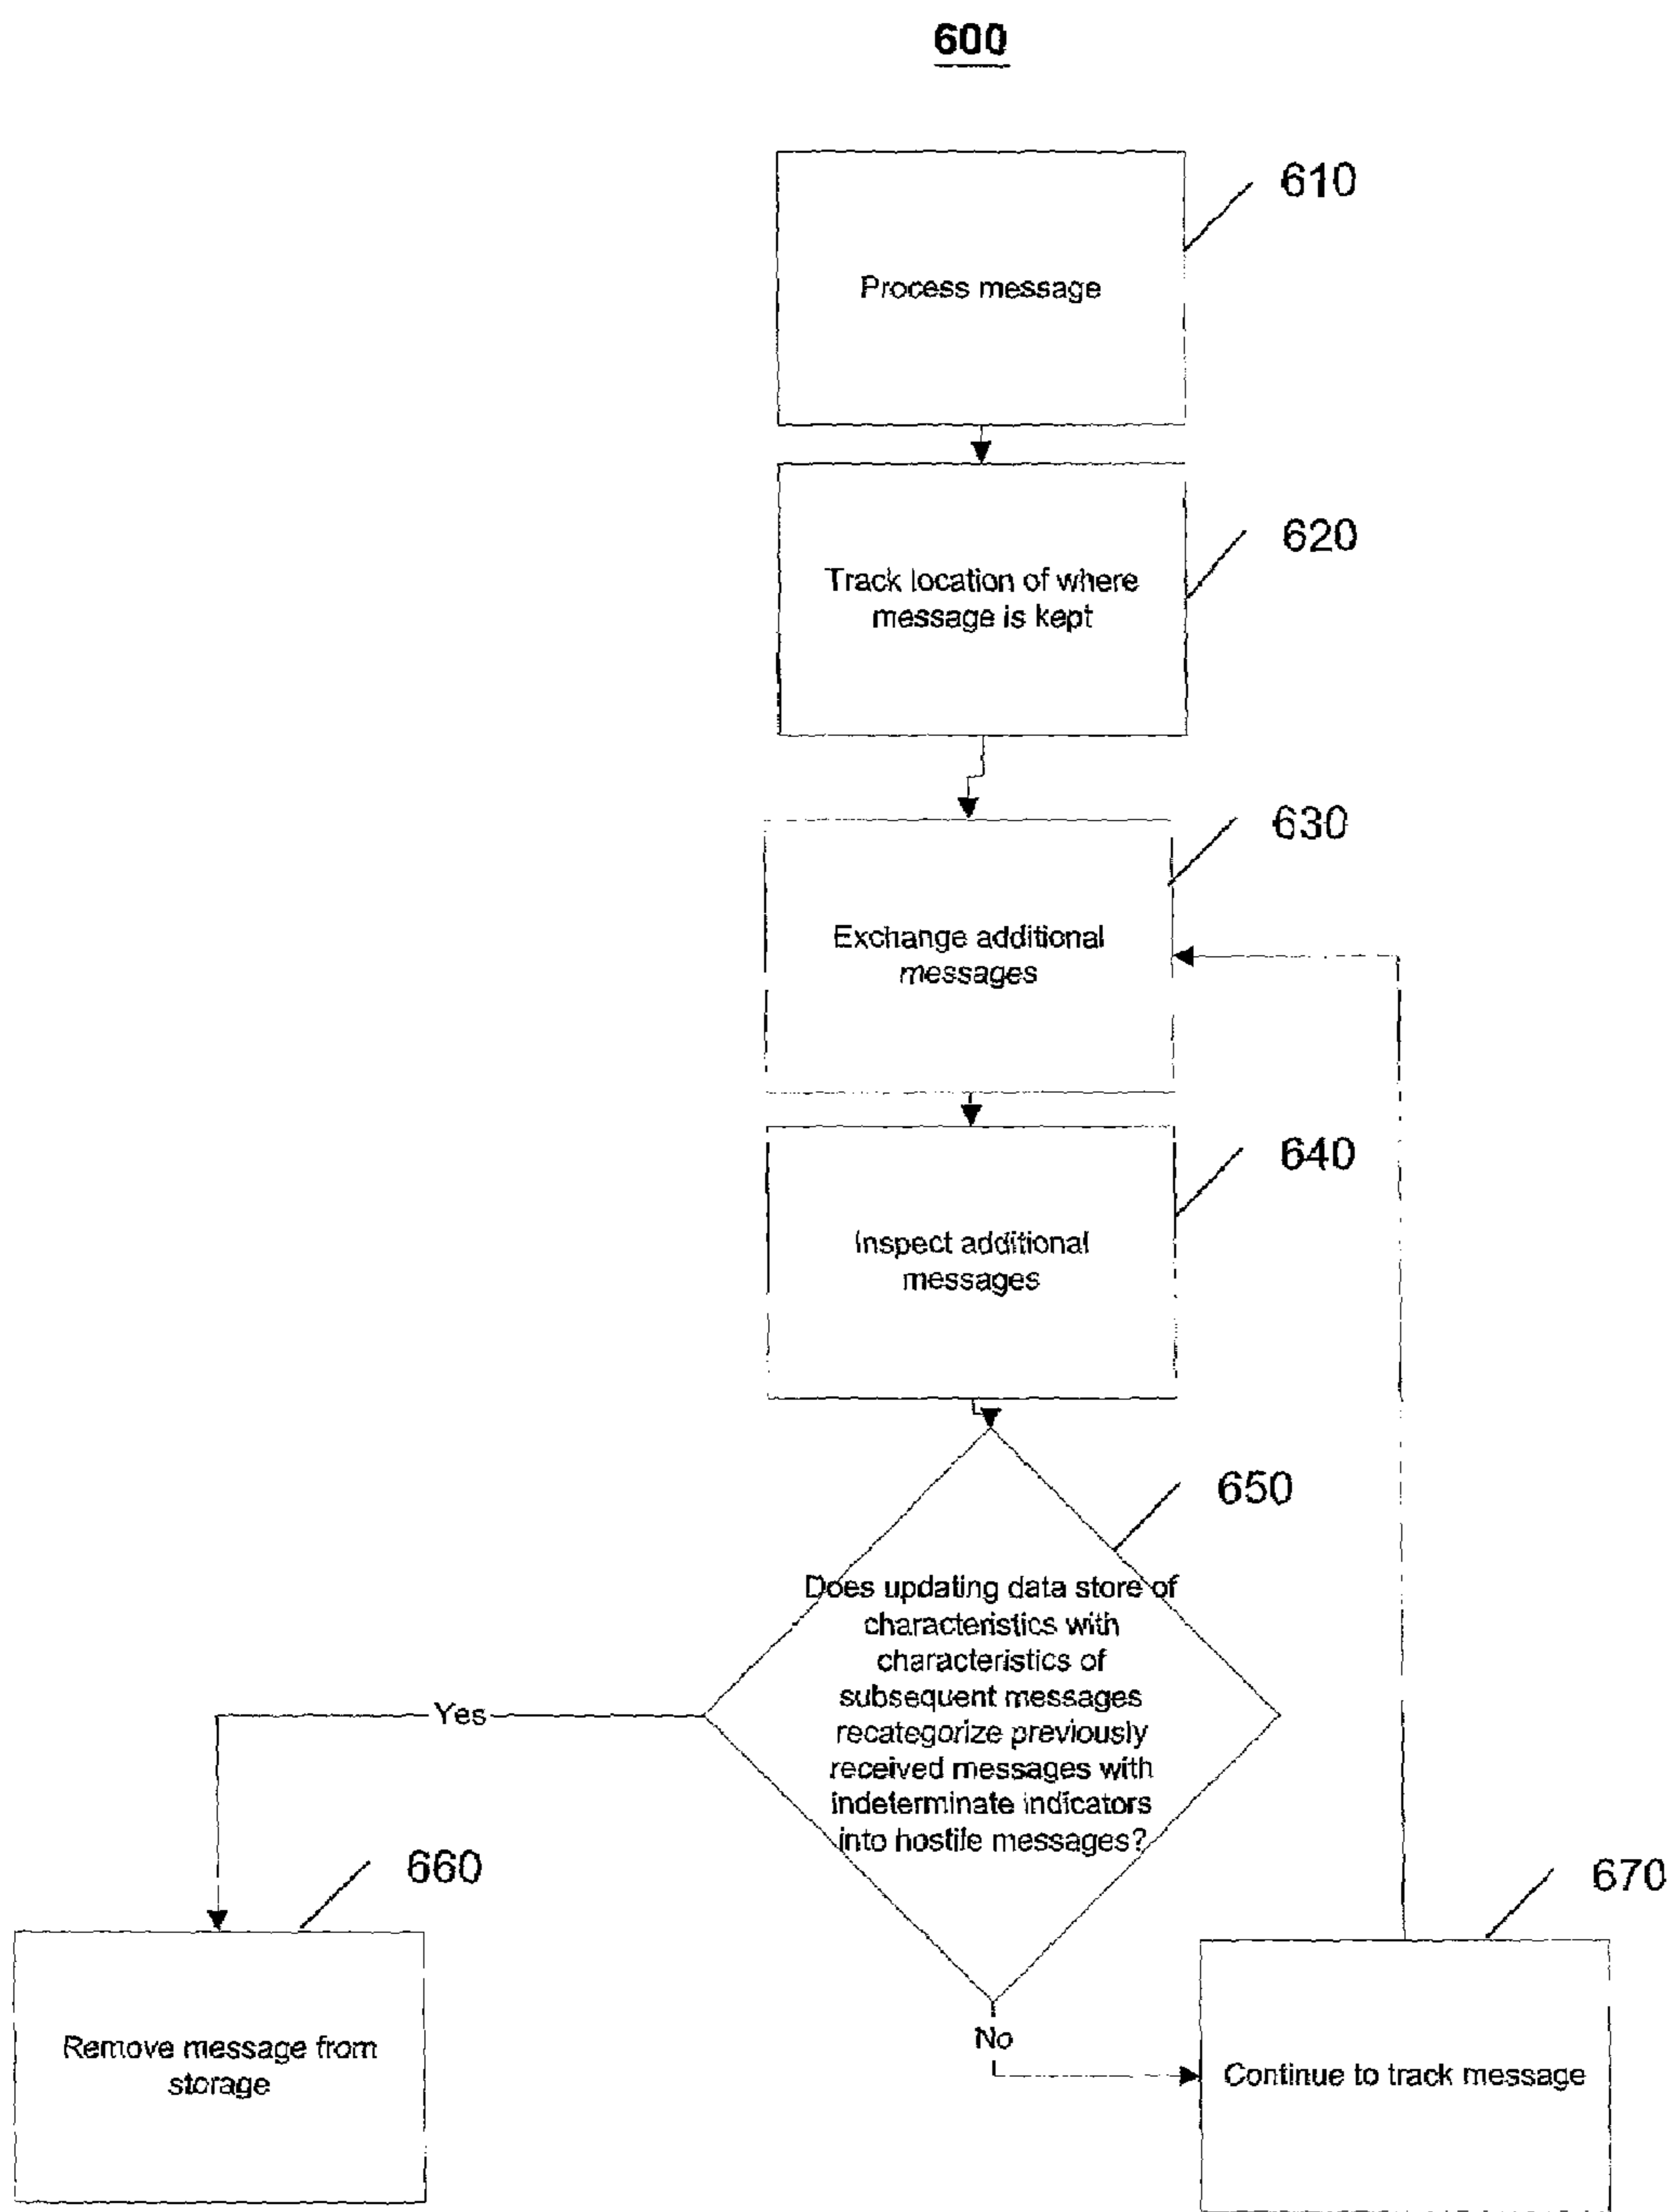 600
610
Process message
620
Track location of where
message is kept
630
Exchange additional
messages
640
Inspect additional
messages
650
Does updating data store of
characteristics with
characteristics of
subsequent messages
recategorize previously
received messages with
indeterminate indicators
into hostile messages?
Yes
660
670
No
Remove message from
storage
Continue to track message